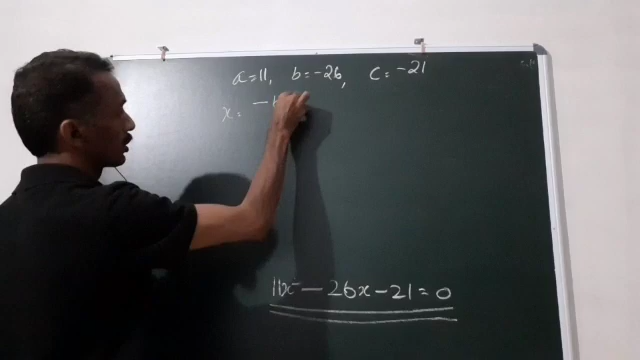 a=11, b=-26, c=-21
x= -b
11x² - 26x - 21 = 0